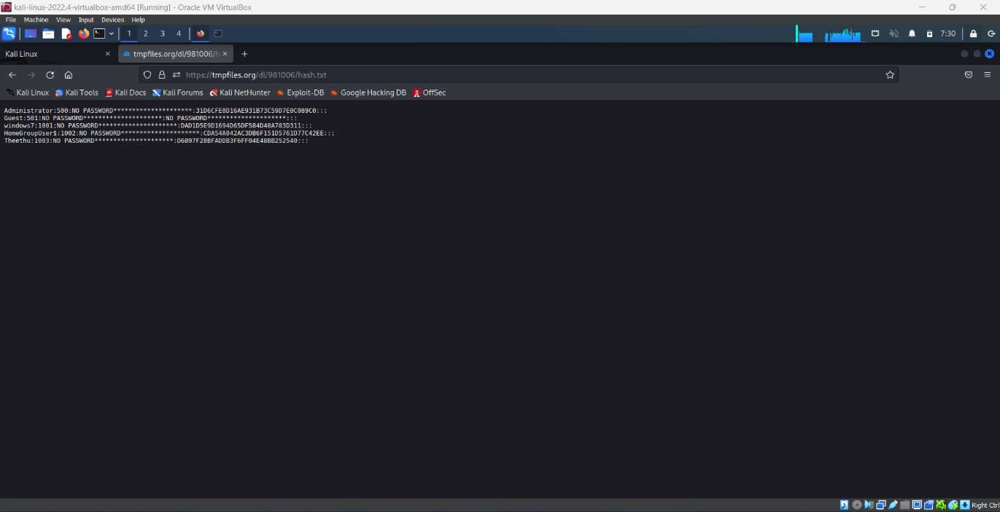 kali-linux-2022.4-virtualbox-amd64 [Running] - Oracle VM VirtualBox
File Machine View Input Devices Help
1 2 3 4 7:30
Kali Linux tmpfiles.org/dl/981006/h
https://tmpfiles.org/dl/981006/hash.txt
Kali Linux Kali Tools Kali Docs Kali Forums Kali NetHunter Exploit-DB Google Hacking DB OffSec
Administrator:500:NO PASSWORD*********************:31D6CFE0D16AE931B73C59D7E0C089C0:::
Guest:501:NO PASSWORD*********************:NO PASSWORD*********************:::
windows7:1001:NO PASSWORD*********************:DAD1D5E9D1694D65DF584D40A783D311:::
HomeGroupUser$:1002:NO PASSWORD*********************:CDA54A042AC3DB6F151D5761D77C42EE:::
Theethu:1003:NO PASSWORD*********************:D6897F28BFADDB3F6FF04E48BB252540:::
Right Ctrl